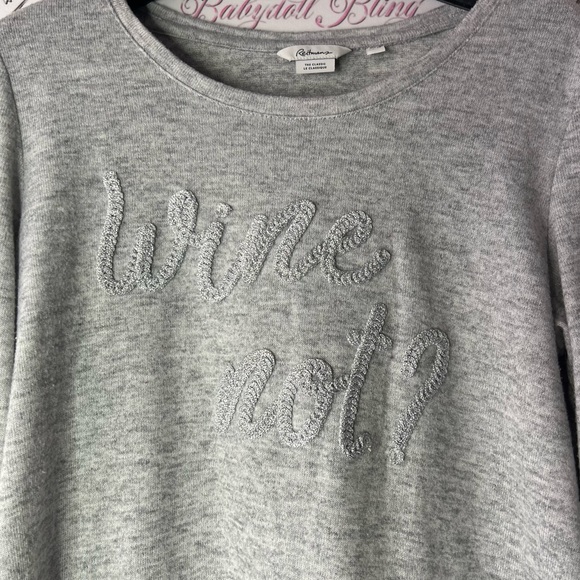 Babydoll Bling
Reitmans
THE CLASSIC
LE CLASSIQUE
wine
not?